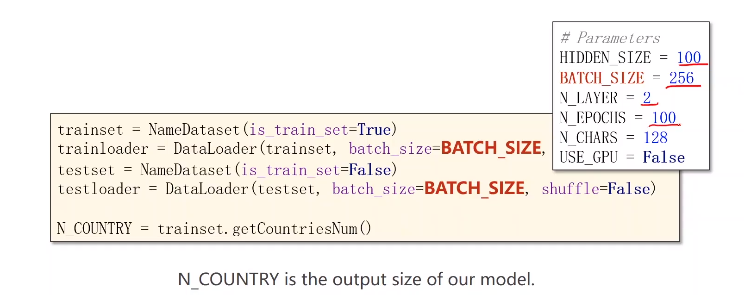 # Parameters
HIDDEN_SIZE = 100
BATCH_SIZE = 256
N_LAYER = 2
N_EPOCHS = 100
N_CHARS = 128
USE_GPU = False
trainset = NameDataset(is_train_set=True)
trainloader = DataLoader(trainset, batch_size=BATCH_SIZE,
testset = NameDataset(is_train_set=False)
testloader = DataLoader(testset, batch_size=BATCH_SIZE, shuffle=False)
N_COUNTRY = trainset.getCountriesNum()
N_COUNTRY is the output size of our model.